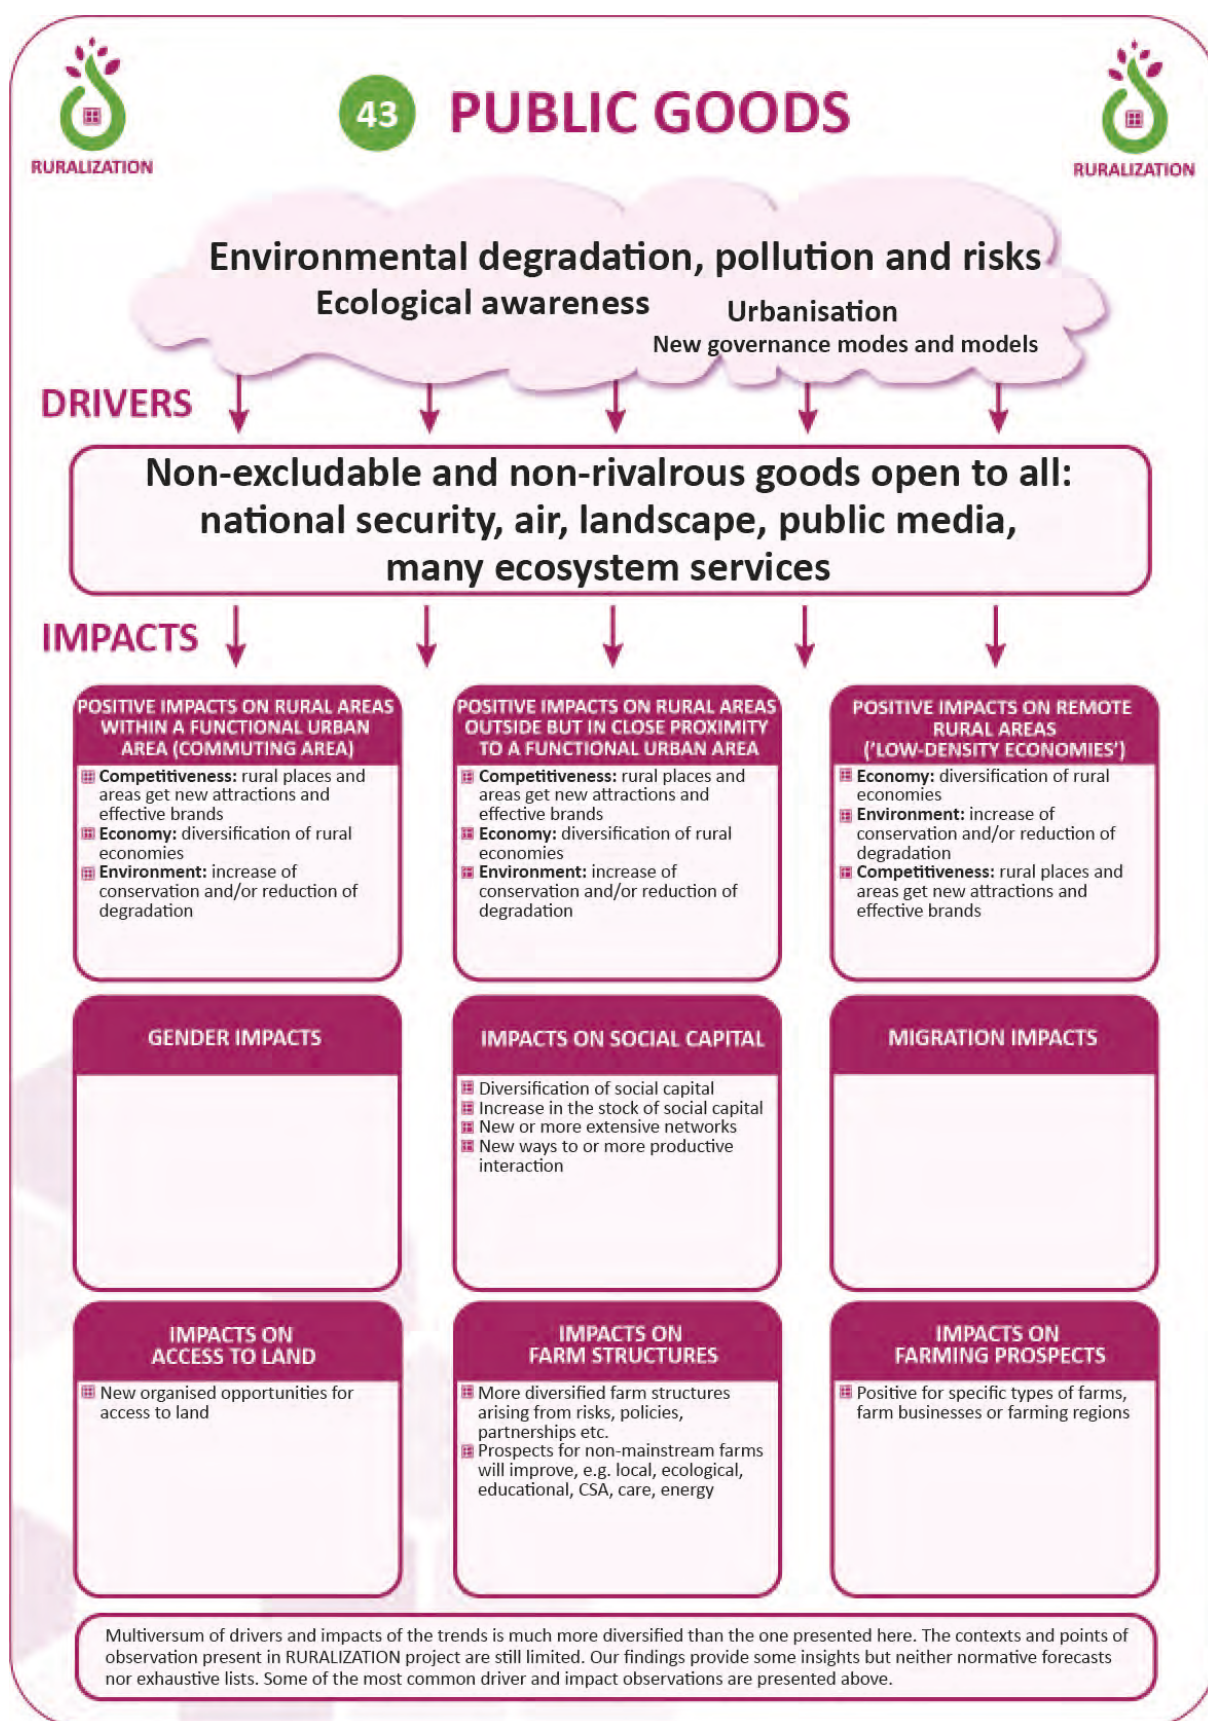 RURALIZATION
43 PUBLIC GOODS
RURALIZATION
Environmental degradation, pollution and risks
Ecological awareness
Urbanisation
New governance modes and models
DRIVERS
Non-excludable and non-rivalrous goods open to all:
national security, air, landscape, public media,
many ecosystem services
IMPACTS
POSITIVE IMPACTS ON RURAL AREAS
WITHIN A FUNCTIONAL URBAN
AREA (COMMUTING AREA)
Competitiveness: rural places and
areas get new attractions and
effective brands
Economy: diversification of rural
economies
Environment: increase of
conservation and/or reduction of
degradation
POSITIVE IMPACTS ON RURAL AREAS
OUTSIDE BUT IN CLOSE PROXIMITY
TO A FUNCTIONAL URBAN AREA
Competitiveness: rural places and
areas get new attractions and
effective brands
Economy: diversification of rural
economies
Environment: increase of
conservation and/or reduction of
degradation
POSITIVE IMPACTS ON REMOTE
RURAL AREAS
('LOW-DENSITY ECONOMIES')
Economy: diversification of rural
economies
Environment: increase of
conservation and/or reduction of
degradation
Competitiveness: rural places and
areas get new attractions and
effective brands
GENDER IMPACTS
IMPACTS ON SOCIAL CAPITAL
Diversification of social capital
Increase in the stock of social capital
New or more extensive networks
New ways to or more productive
interaction
MIGRATION IMPACTS
IMPACTS ON
ACCESS TO LAND
New organised opportunities for
access to land
IMPACTS ON
FARM STRUCTURES
More diversified farm structures
arising from risks, policies,
partnerships etc.
Prospects for non-mainstream farms
will improve, e.g. local, ecological,
educational, CSA, care, energy
IMPACTS ON
FARMING PROSPECTS
Positive for specific types of farms,
farm businesses or farming regions
Multiversum of drivers and impacts of the trends is much more diversified than the one presented here. The contexts and points of
observation present in RURALIZATION project are still limited. Our findings provide some insights but neither normative forecasts
nor exhaustive lists. Some of the most common driver and impact observations are presented above.